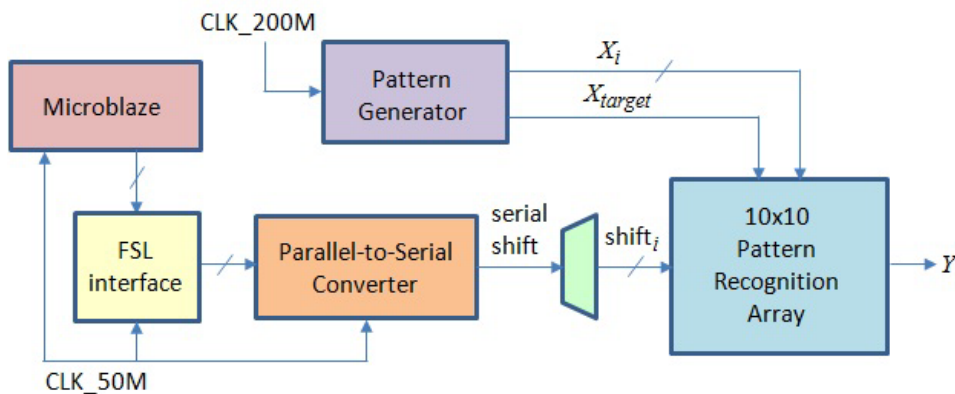 CLK_200M
Pattern
Generator
X_i
X_target
Microblaze
FSL
interface
Parallel-to-Serial
Converter
serial
shift
shift_i
10x10
Pattern
Recognition
Array
Y
CLK_50M